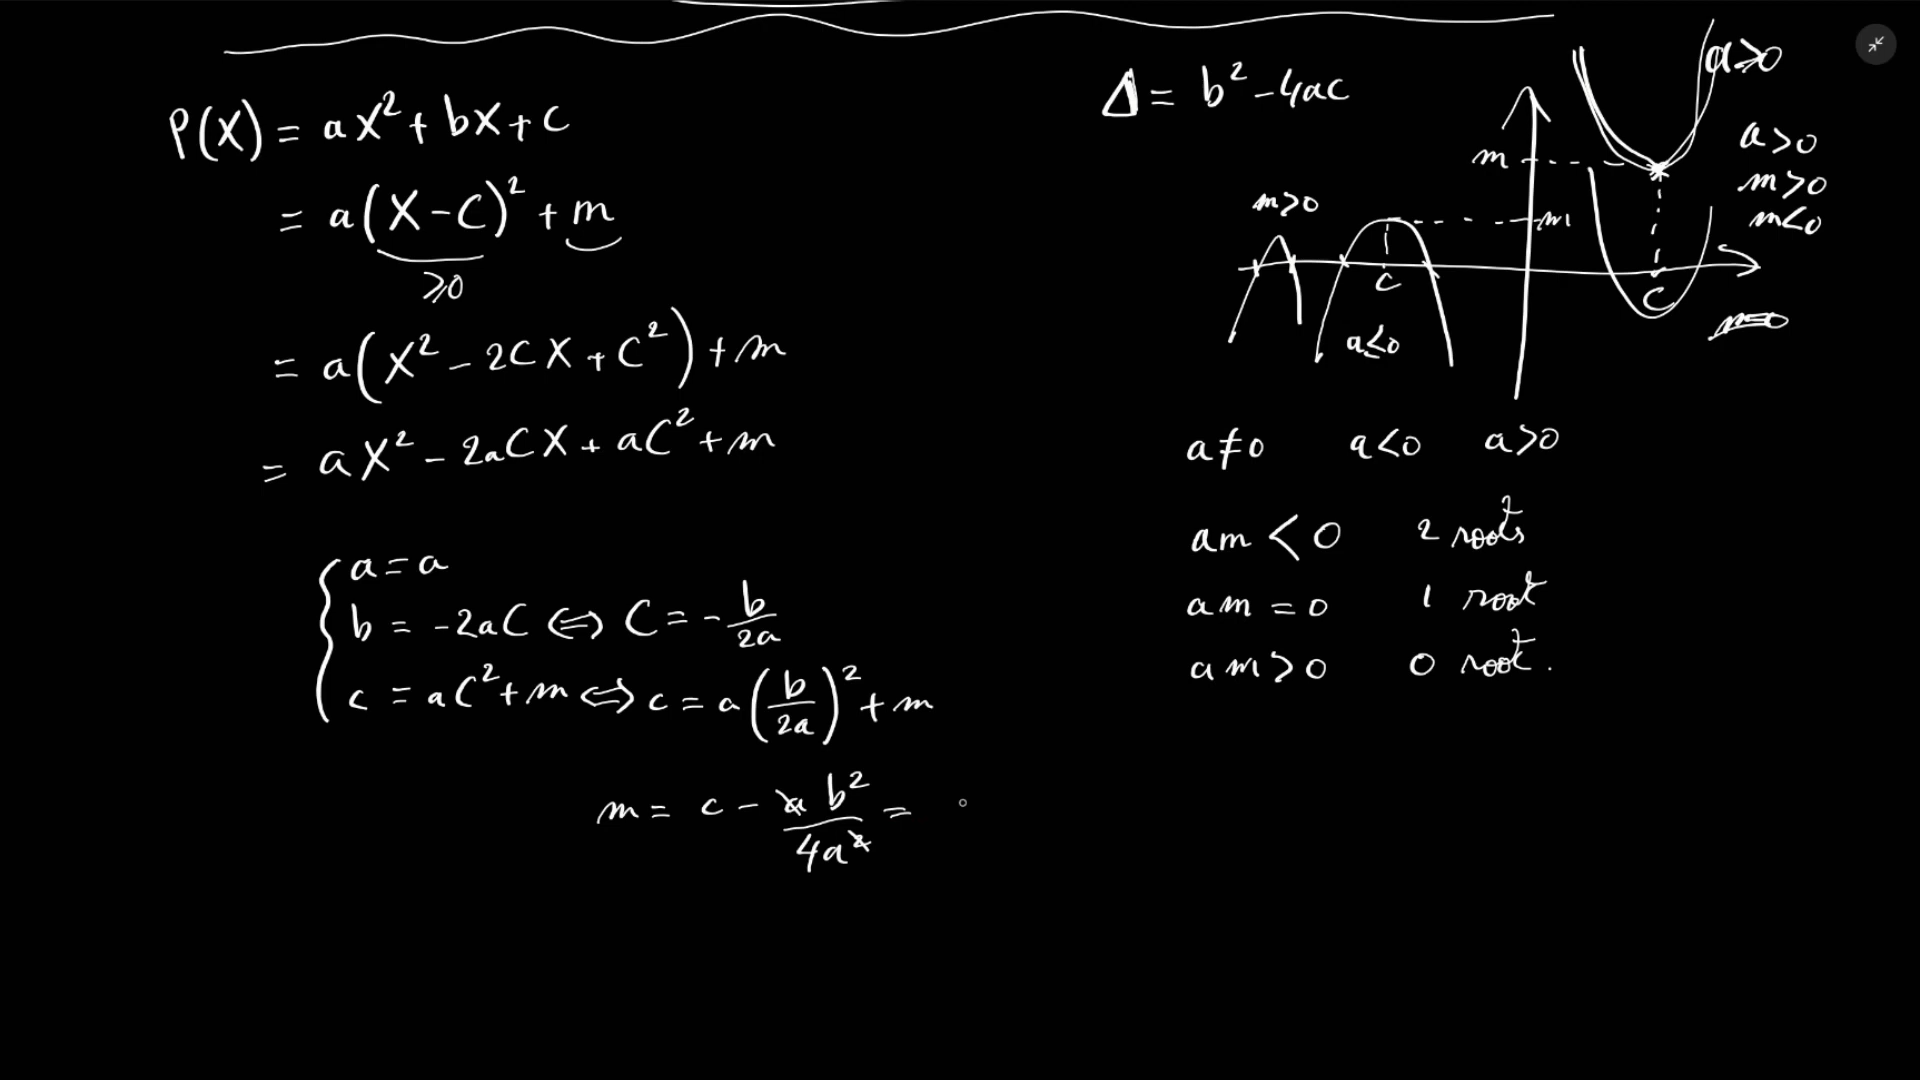 P(X) = aX² + bX + c
= a(X - C)² + m
≥0
= a(X² - 2CX + C²) + m
= aX² - 2aCX + aC² + m
a = a
b = -2aC ⇔ C = - b/2a
c = aC² + m ⇔ c = a(b/2a)² + m
m = c - a b²/4a² =
Δ = b² - 4ac
a>0
a>0
m>0
m<0
m
m>0
m
C
a<0
C
m=0
a≠0 a<0 a>0
am < 0 2 roots
am = 0 1 root
am > 0 0 root.